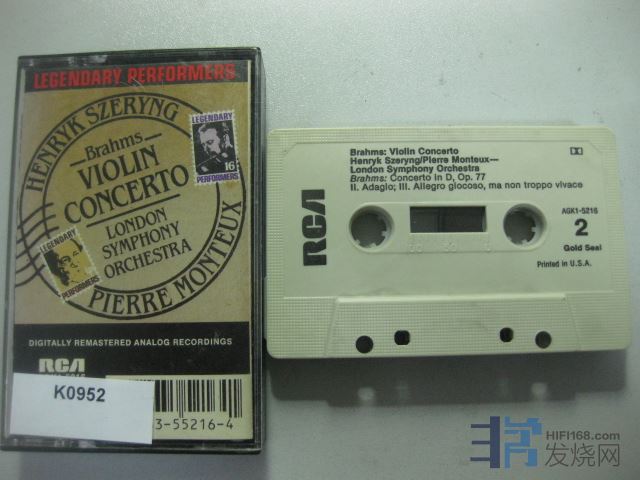 LEGENDARY PERFORMERS
HENRYK SZERYNG
Brahms
VIOLIN
CONCERTO
LONDON
SYMPHONY
ORCHESTRA
PIERRE MONTEUX
LEGENDARY
16
PERFORMERS
LEGENDARY
PERFORMERS
DIGITALLY REMASTERED ANALOG RECORDINGS
RCA
K0952
3-55216-4
RCA
Brahms: Violin Concerto
Henryk Szeryng/Pierre Monteux—
London Symphony Orchestra
Brahms: Concerto in D, Op. 77
II. Adagio; III. Allegro giocoso, ma non troppo vivace
AGK1-5216
2
Gold Seal
Printed in U.S.A.
HIFI168.com
发烧网